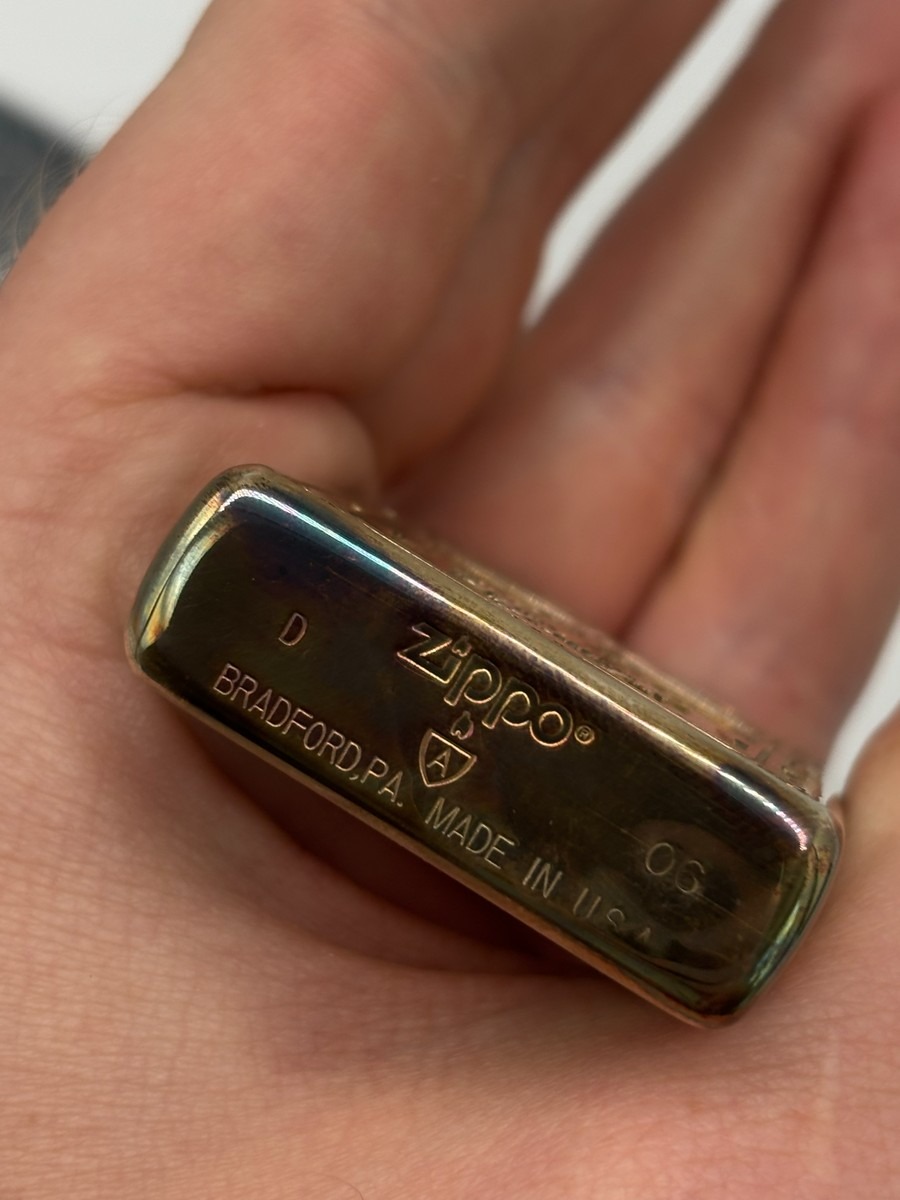 D zippo® 06
A
BRADFORD,PA. MADE IN U.S.A